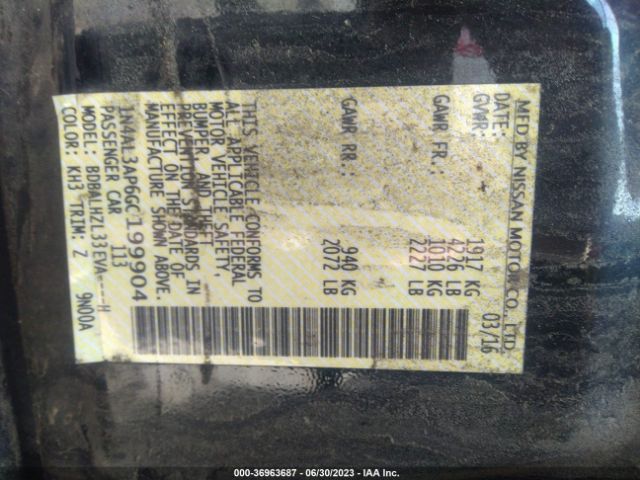 MFD BY NISSAN MOTOR CO., LTD.
DATE: 03/16
GVWR: 1917 KG
4226 LB
GAWR FR.: 1010 KG
2227 LB
GAWR RR.: 940 KG
2072 LB
THIS VEHICLE CONFORMS TO
ALL APPLICABLE FEDERAL
MOTOR VEHICLE SAFETY,
BUMPER, AND THEFT
PREVENTION STANDARDS IN
EFFECT ON THE DATE OF
MANUFACTURE SHOWN ABOVE.
1N4AL3AP6GC199904
PASSENGER CAR 113
MODEL: BDBALHZL33EVA----H
COLOR: KH3 TRIM: Z 9N00A
000-36963687 - 06/30/2023 - IAA Inc.